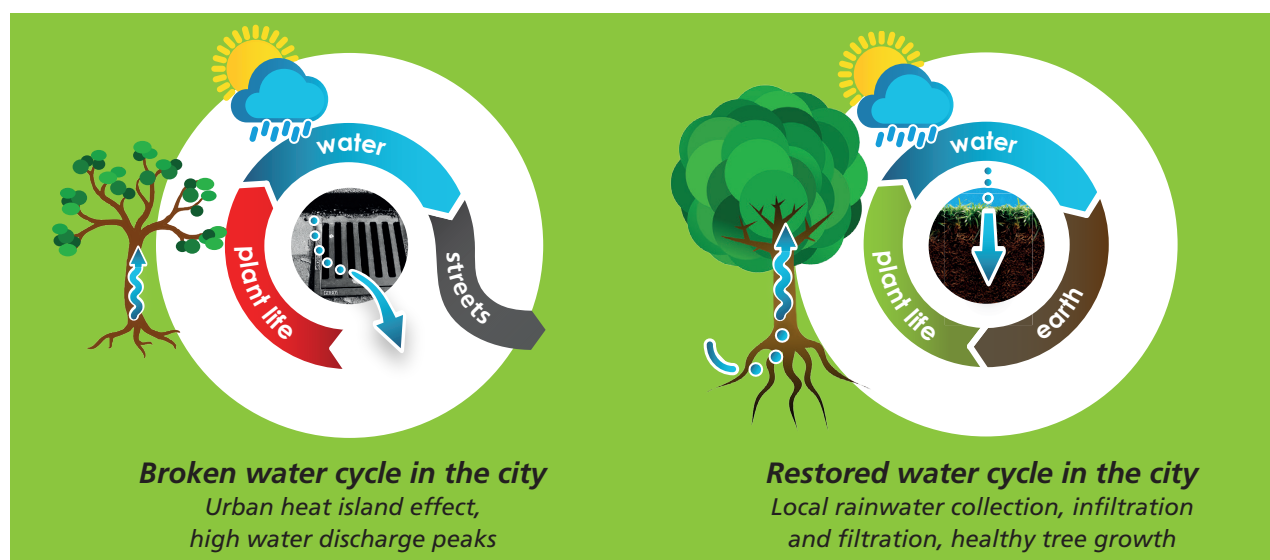 water
plant life
streets
Broken water cycle in the city
Urban heat island effect,
high water discharge peaks
water
plant life
earth
Restored water cycle in the city
Local rainwater collection, infiltration
and filtration, healthy tree growth